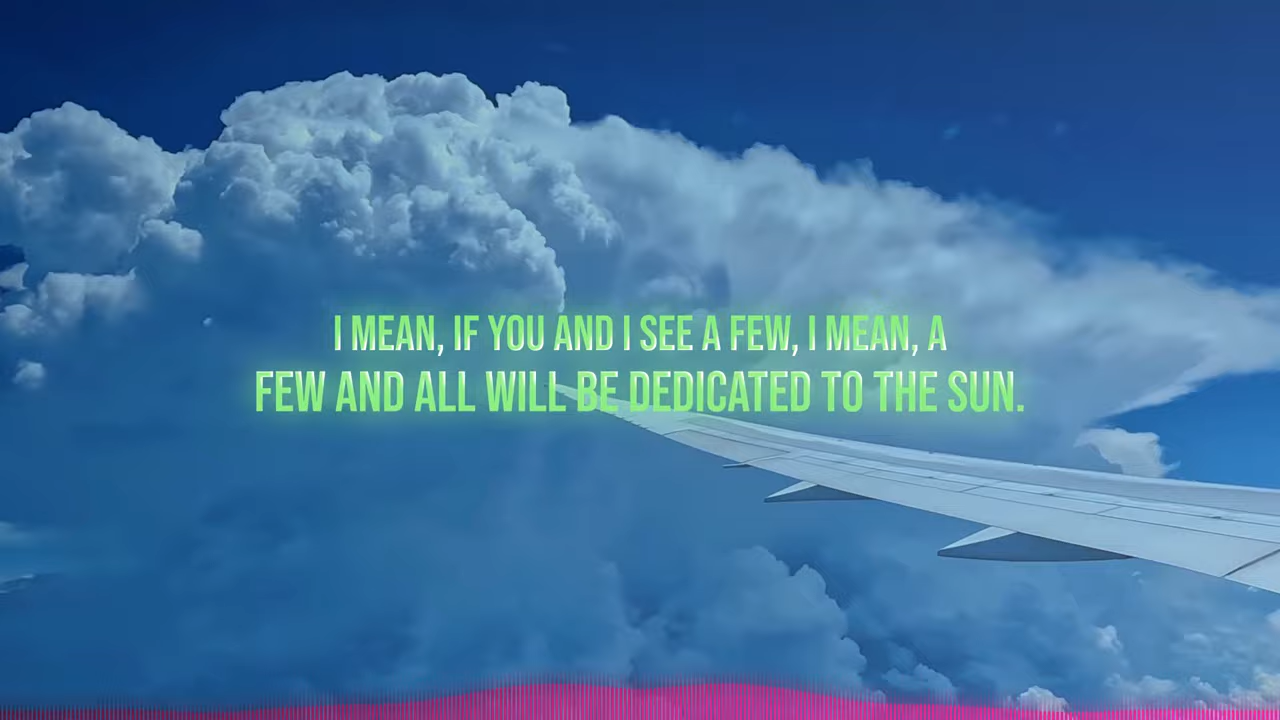 I MEAN, IF YOU AND I SEE A FEW, I MEAN, A
FEW AND ALL WILL BE DEDICATED TO THE SUN.